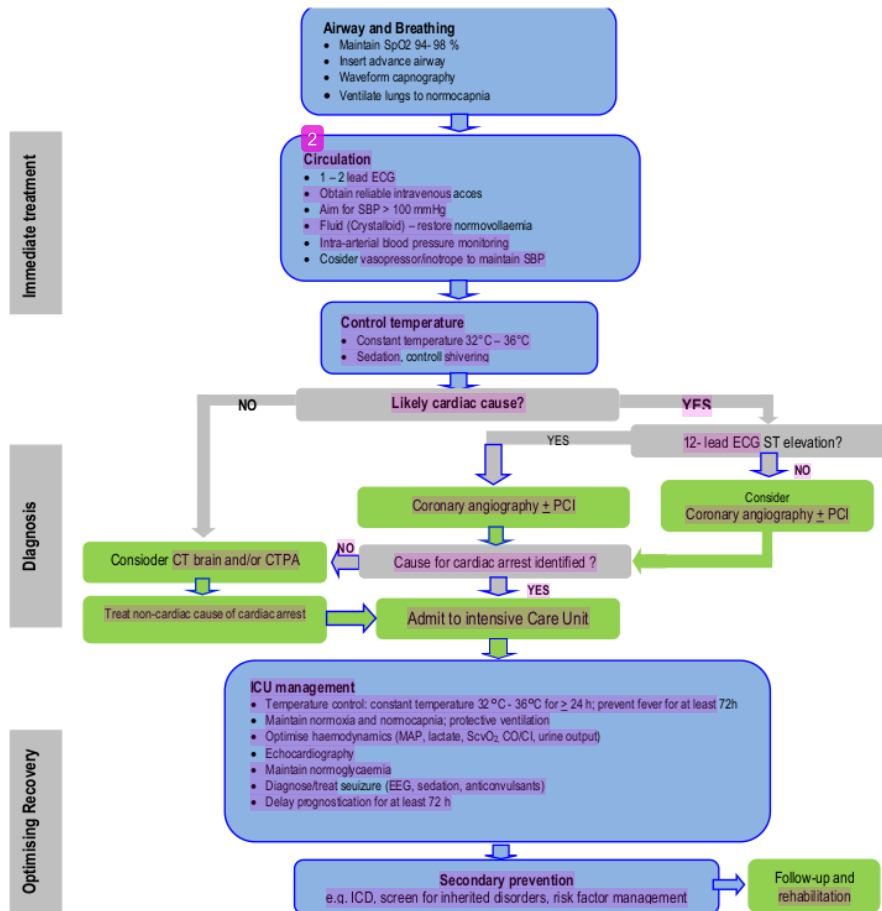 Airway and Breathing
• Maintain SpO2 94- 98 %
• Insert advance airway
• Waveform capnography
• Ventilate lungs to normocapnia
Immediate treatment
2
Circulation
• 1 – 2 lead ECG
• Obtain reliable intravenous acces
• Aim for SBP > 100 mmHg
• Fluid (Crystalloid) – restore normovollaemia
• Intra-arterial blood pressure monitoring
• Cosider vasopressor/inotrope to maintain SBP
Control temperature
• Constant temperature 32°C – 36°C
• Sedation, controll shivering
NO
Likely cardiac cause?
YES
YES
12- lead ECG ST elevation?
NO
Diagnosis
Coronary angiography ± PCI
Consider
Coronary angiography ± PCI
Consioder CT brain and/or CTPA
NO
Cause for cardiac arrest identified ?
YES
Treat non-cardiac cause of cardiac arrest
Admit to intensive Care Unit
Optimising Recovery
ICU management
• Temperature control: constant temperature 32 °C - 36°C for ≥ 24 h; prevent fever for at least 72h
• Maintain normoxia and normocapnia; protective ventilation
• Optimise haemodynamics (MAP, lactate, ScvO2, CO/CI, urine output)
• Echocardiography
• Maintain normoglycaemia
• Diagnose/treat seuizure (EEG, sedation, anticonvulsants)
• Delay prognostication for at least 72 h
Secondary prevention
e.g. ICD, screen for inherited disorders, risk factor management
Follow-up and
rehabilitation